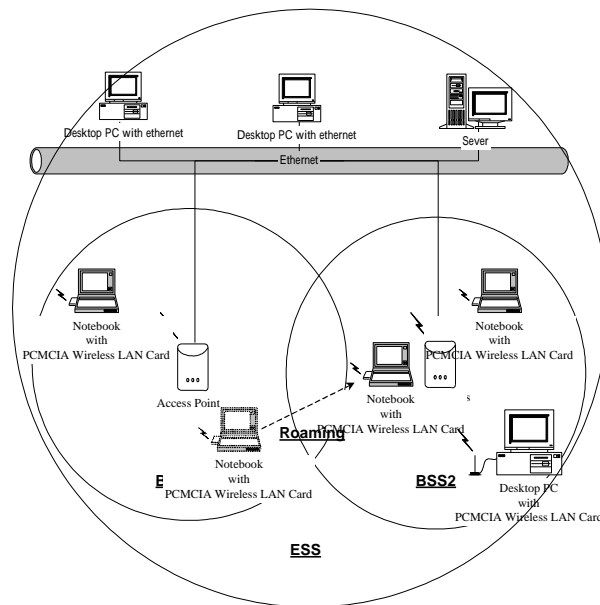 Desktop PC with ethernet
Desktop PC with ethernet
Sever
Ethernet
Notebook
with
PCMCIA Wireless LAN Card
Notebook
with
PCMCIA Wireless LAN Card
Access Point
Notebook
with
PCMCIA Wireless LAN Card
s
Roaming
Notebook
with
PCMCIA Wireless LAN Card
B
BSS2
Desktop PC
with
PCMCIA Wireless LAN Card
ESS